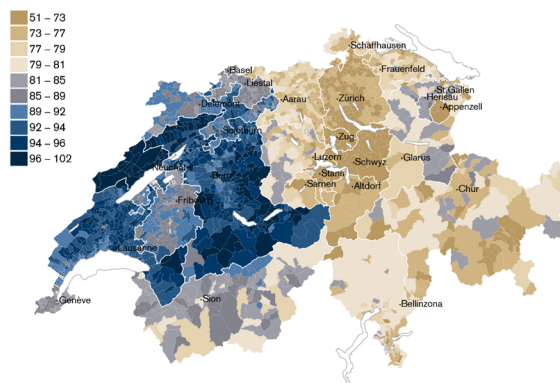 51 – 73
73 – 77
77 – 79
79 – 81
81 – 85
85 – 89
89 – 92
92 – 94
94 – 96
96 – 102
Schaffhausen
Basel
Frauenfeld
Liestal
St.Gallen
Herisau
Delémont
Aarau
Zürich
Appenzell
Solothurn
Zug
Luzern
Schwyz
Glarus
Neuchâtel
Bern
Stans
Sarnen
Altdorf
Chur
Fribourg
Lausanne
Genève
Sion
Bellinzona